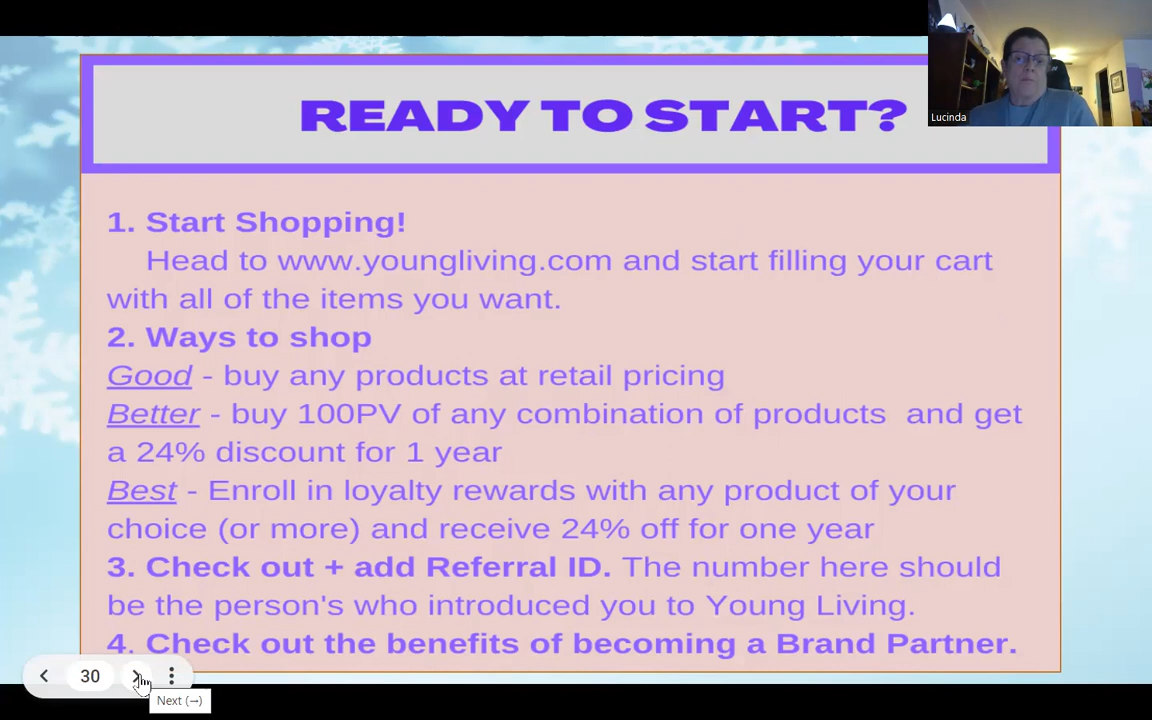 READY TO START?
Lucinda
1. Start Shopping!
Head to www.youngliving.com and start filling your cart
with all of the items you want.
2. Ways to shop
Good - buy any products at retail pricing
Better - buy 100PV of any combination of products and get
a 24% discount for 1 year
Best - Enroll in loyalty rewards with any product of your
choice (or more) and receive 24% off for one year
3. Check out + add Referral ID. The number here should
be the person's who introduced you to Young Living.
4. Check out the benefits of becoming a Brand Partner.
30
Next (→)